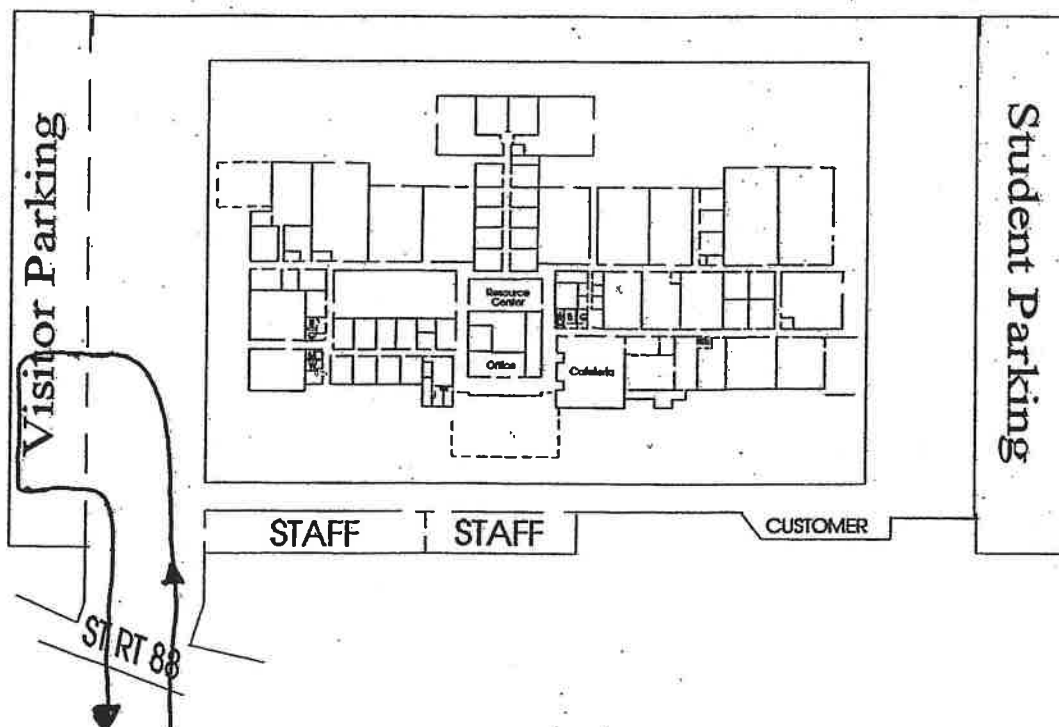 Visitor Parking
Student Parking
Resource
Center
Office
Cafeteria
STAFF
STAFF
CUSTOMER
ST RT 88